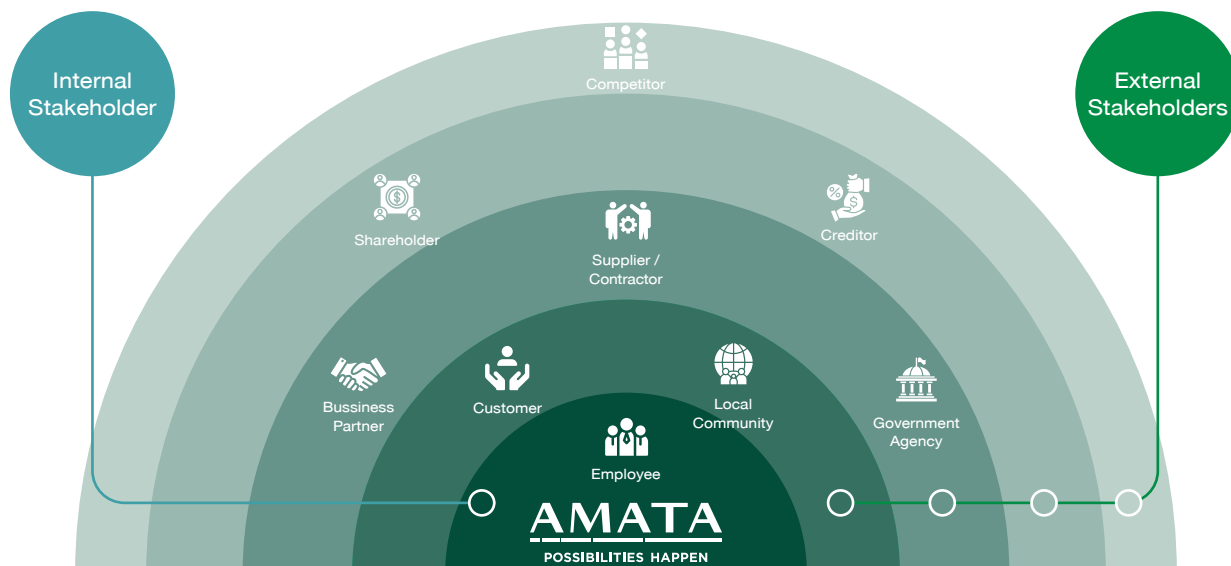 Internal
Stakeholder
External
Stakeholders
Competitor
Shareholder
Creditor
Supplier /
Contractor
Bussiness
Partner
Customer
Local
Community
Government
Agency
Employee
AMATA
POSSIBILITIES HAPPEN